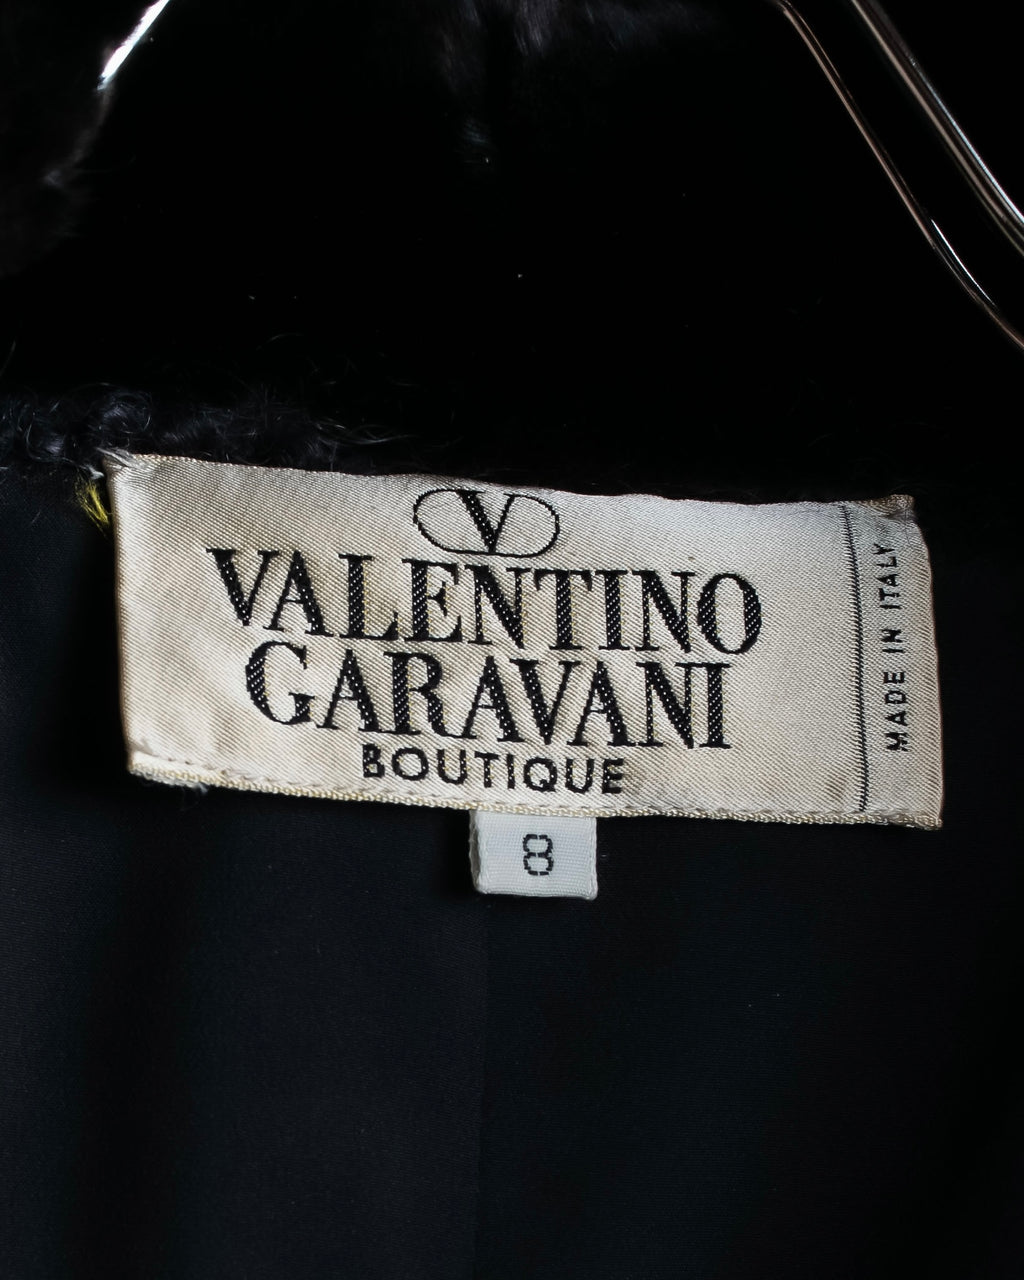 V
VALENTINO
GARAVANI
BOUTIQUE
MADE IN ITALY
8